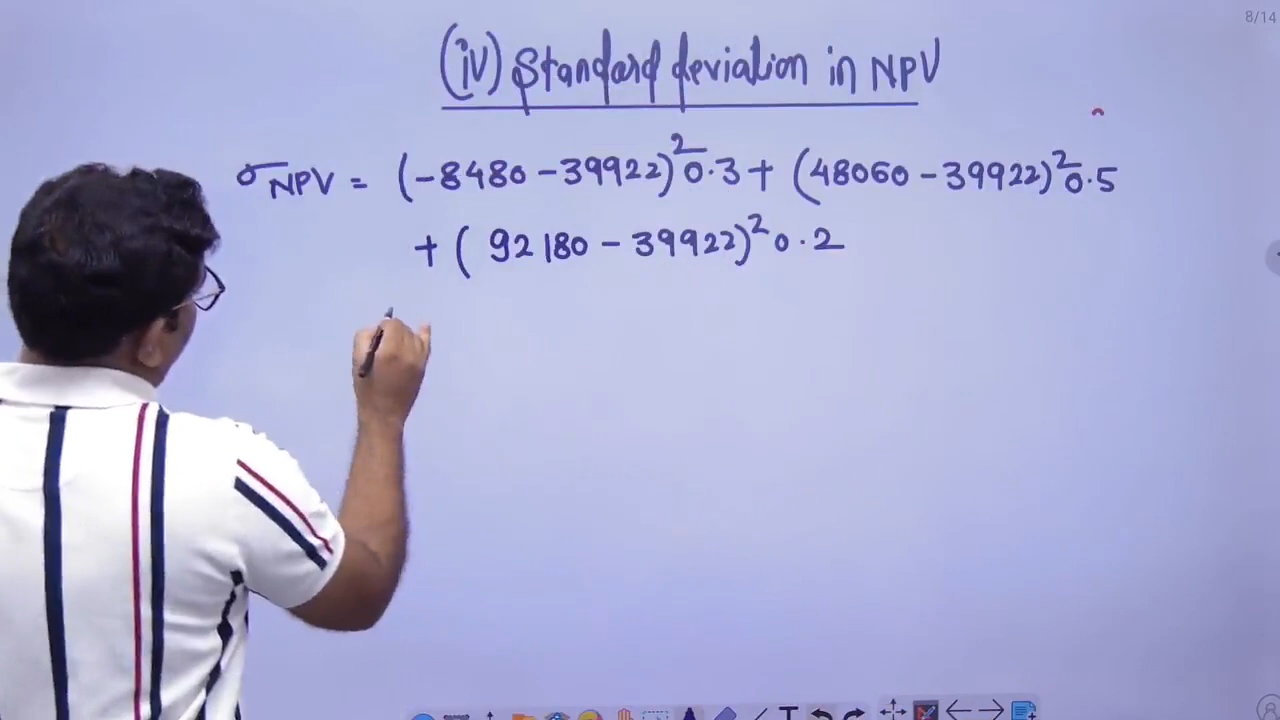 8/14
(iv) Standard deviation in NPV
σNPV = (-8480 - 39922)² 0.3 + (48060 - 39922)² 0.5
+ (92180 - 39922)² 0.2